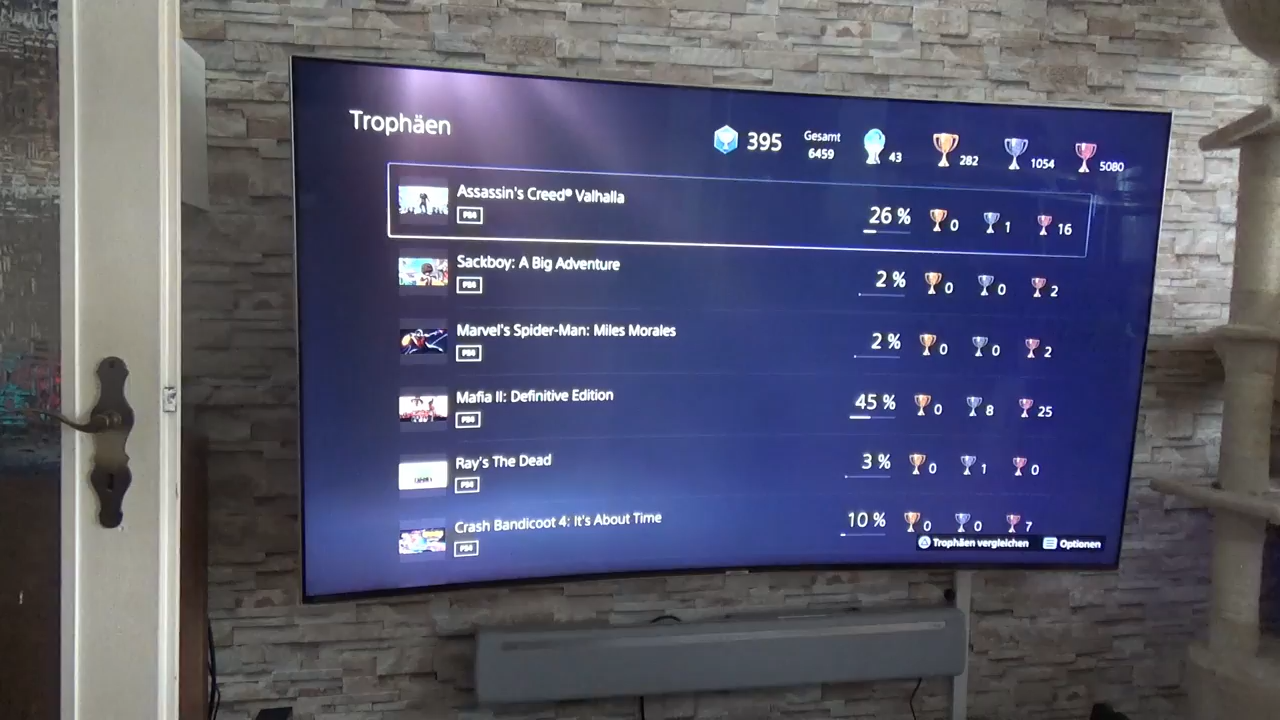 Trophäen
395
Gesamt
6459
43
282
1054
5080
Assassin's Creed® Valhalla
PS4
26 %
0
1
16
Sackboy: A Big Adventure
PS4
2 %
0
0
2
Marvel's Spider-Man: Miles Morales
PS4
2 %
0
0
2
Mafia II: Definitive Edition
PS4
45 %
0
8
25
Ray's The Dead
PS4
3 %
0
1
0
Crash Bandicoot 4: It's About Time
PS4
10 %
0
0
7
Trophäen vergleichen
Optionen